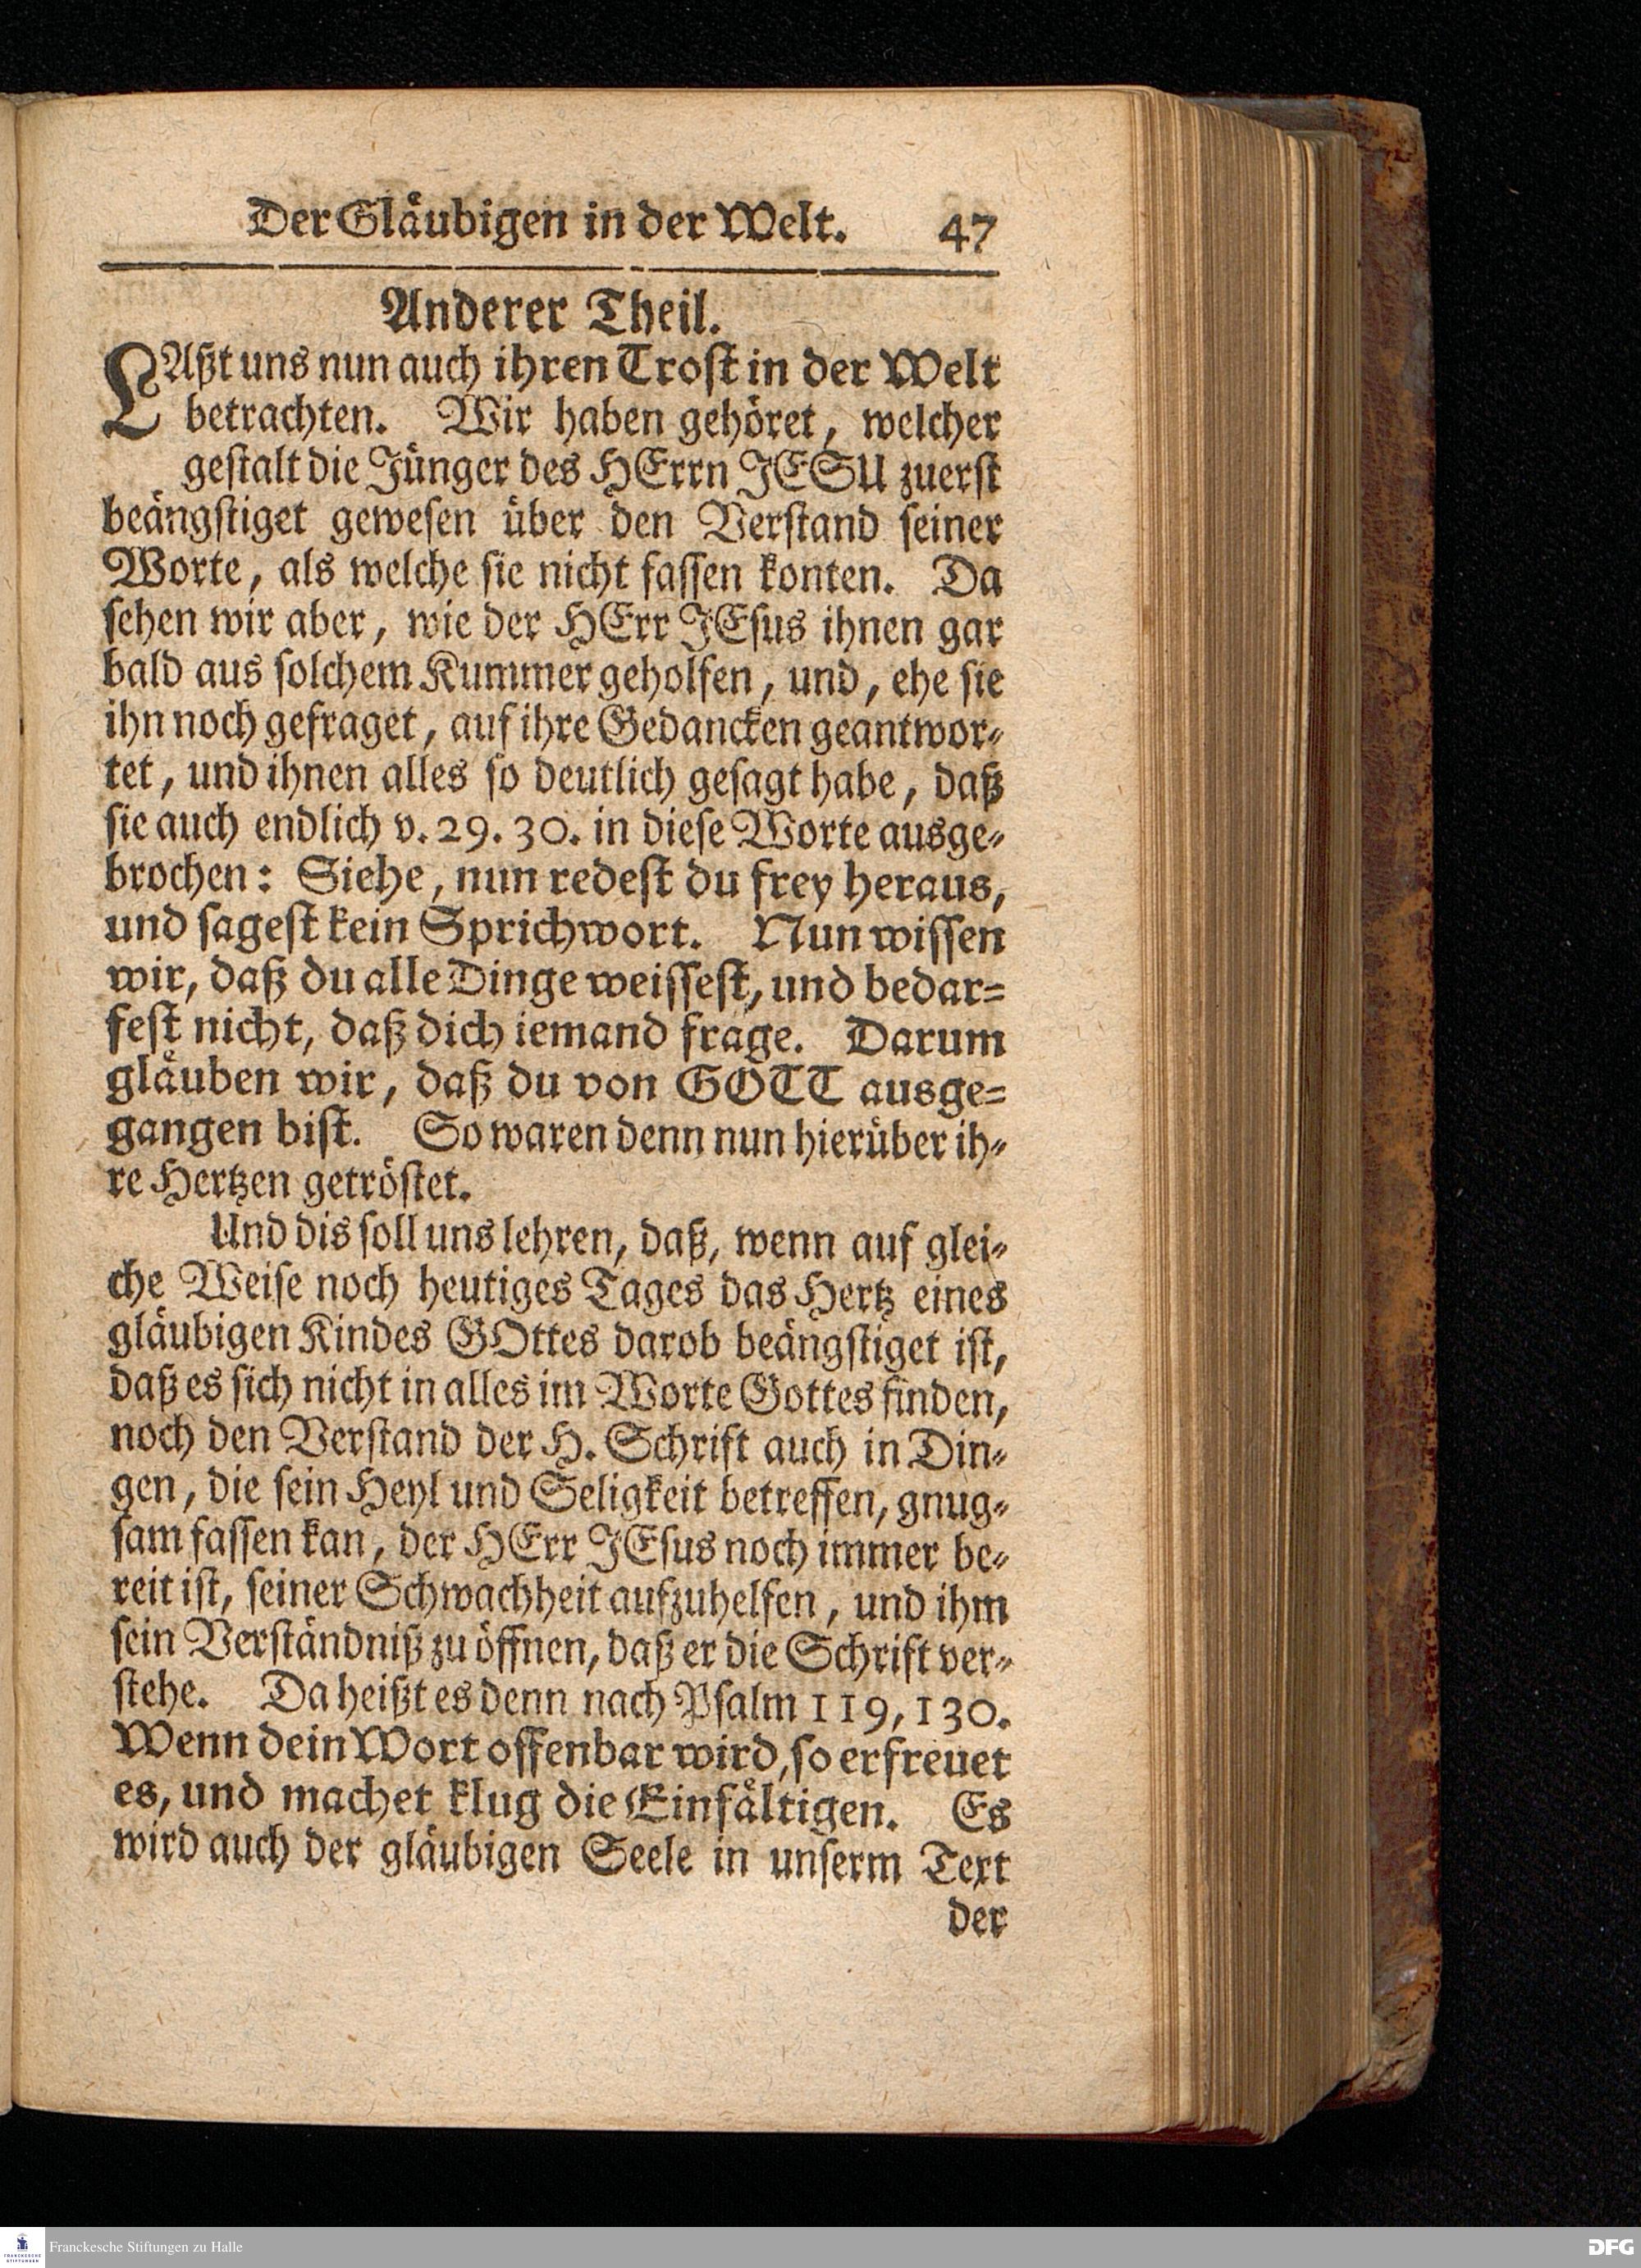 Der Gläubigen in der Welt. 47
Anderer Theil.
LAßt uns nun auch ihren Trost in der Welt
betrachten. Wir haben gehöret, welcher
gestalt die Jünger des HErrn JESU zuerst
beängstiget gewesen über den Verstand seiner
Worte, als welche sie nicht fassen konten. Da
sehen wir aber, wie der HErr JEsus ihnen gar
bald aus solchem Kummer geholfen, und, ehe sie
ihn noch gefraget, auf ihre Gedancken geantwor-
tet, und ihnen alles so deutlich gesagt habe, daß
sie auch endlich v. 29. 30. in diese Worte ausge-
brochen: Siehe, nun redest du frey heraus,
und sagest kein Sprichwort. Nun wissen
wir, daß du alle Dinge weissest, und bedar-
fest nicht, daß dich iemand frage. Darum
gläuben wir, daß du von GOTT ausge-
gangen bist. So waren denn nun hierüber ih-
re Hertzen getröstet.
Und dis soll uns lehren, daß, wenn auf glei-
che Weise noch heutiges Tages das Hertz eines
gläubigen Kindes GOttes darob beängstiget ist,
daß es sich nicht in alles im Worte Gottes finden,
noch den Verstand der H. Schrift auch in Din-
gen, die sein Heyl und Seligkeit betreffen, gnug-
sam fassen kan, der HErr JEsus noch immer be-
reit ist, seiner Schwachheit aufzuhelfen, und ihm
sein Verständniß zu öffnen, daß er die Schrift ver-
stehe. Da heißt es denn nach Psalm 119, 130.
Wenn dein Wort offenbar wird, so erfreuet
es, und machet klug die Einfältigen. Es
wird auch der gläubigen Seele in unserm Text
der
FRANCKESCHE STIFTUNGEN
Franckesche Stiftungen zu Halle
DFG